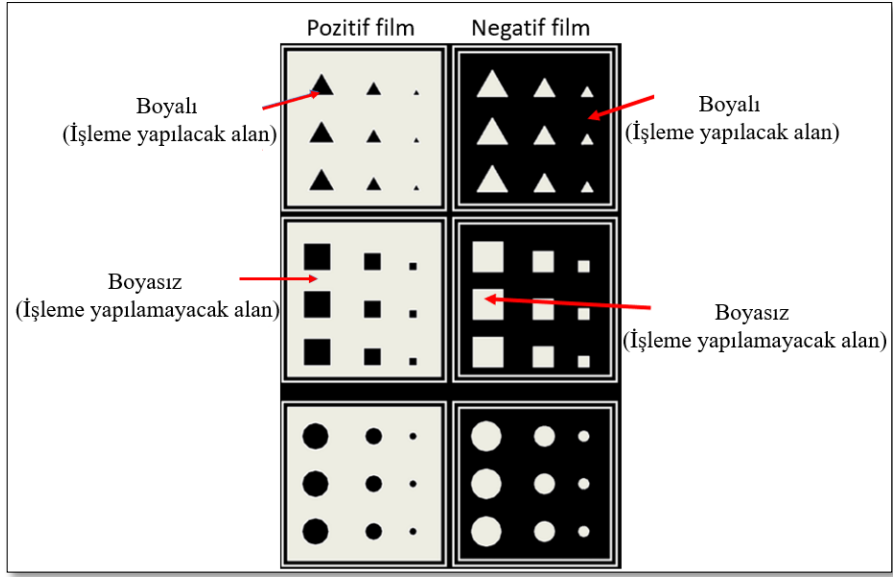 Pozitif film
Negatif film
Boyalı
(İşleme yapılacak alan)
Boyalı
(İşleme yapılacak alan)
Boyasız
(İşleme yapılamayacak alan)
Boyasız
(İşleme yapılamayacak alan)